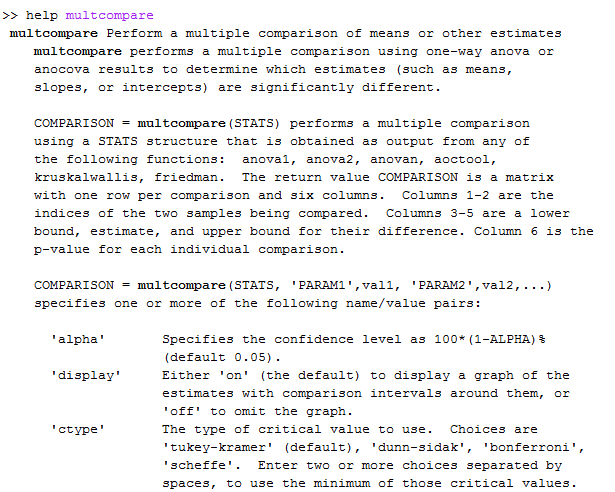 >> help multcompare
multcompare Perform a multiple comparison of means or other estimates
multcompare performs a multiple comparison using one-way anova or
anocova results to determine which estimates (such as means,
slopes, or intercepts) are significantly different.
COMPARISON = multcompare(STATS) performs a multiple comparison
using a STATS structure that is obtained as output from any of
the following functions:  anova1, anova2, anovan, aoctool,
kruskalwallis, friedman.  The return value COMPARISON is a matrix
with one row per comparison and six columns.  Columns 1-2 are the
indices of the two samples being compared.  Columns 3-5 are a lower
bound, estimate, and upper bound for their difference. Column 6 is the
p-value for each individual comparison.
COMPARISON = multcompare(STATS, 'PARAM1',val1, 'PARAM2',val2,...)
specifies one or more of the following name/value pairs:
'alpha'       Specifies the confidence level as 100*(1-ALPHA)%
(default 0.05).
'display'     Either 'on' (the default) to display a graph of the
estimates with comparison intervals around them, or
'off' to omit the graph.
'ctype'       The type of critical value to use.  Choices are
'tukey-kramer' (default), 'dunn-sidak', 'bonferroni',
'scheffe'.  Enter two or more choices separated by
spaces, to use the minimum of those critical values.